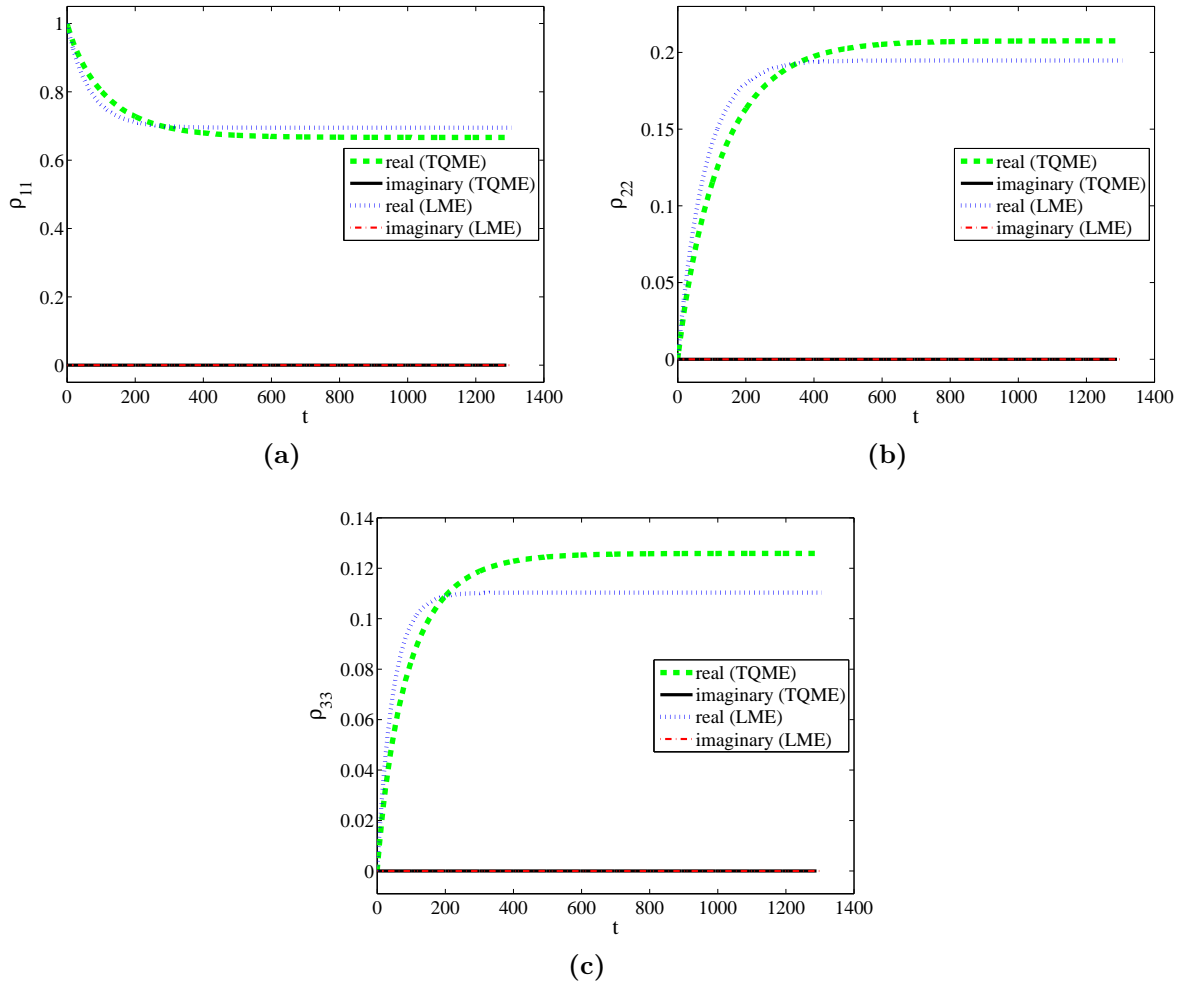 1
0.8
0.6
0.4
0.2
0
ρ11
0 200 400 600 800 1000 1200 1400
t
real (TQME)
imaginary (TQME)
real (LME)
imaginary (LME)
(a)
0.2
0.15
0.1
0.05
0
ρ22
0 200 400 600 800 1000 1200 1400
t
real (TQME)
imaginary (TQME)
real (LME)
imaginary (LME)
(b)
0.14
0.12
0.1
0.08
0.06
0.04
0.02
0
ρ33
0 200 400 600 800 1000 1200 1400
t
real (TQME)
imaginary (TQME)
real (LME)
imaginary (LME)
(c)